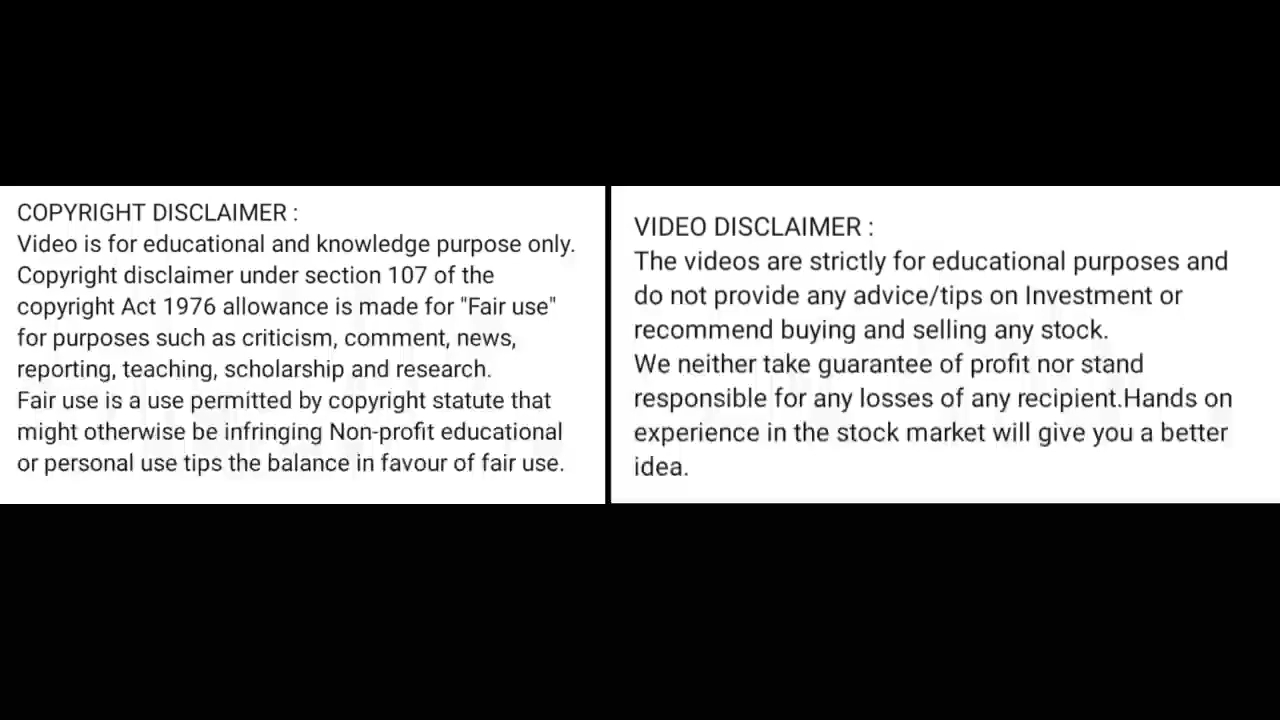 COPYRIGHT DISCLAIMER :
Video is for educational and knowledge purpose only.
Copyright disclaimer under section 107 of the
copyright Act 1976 allowance is made for "Fair use"
for purposes such as criticism, comment, news,
reporting, teaching, scholarship and research.
Fair use is a use permitted by copyright statute that
might otherwise be infringing Non-profit educational
or personal use tips the balance in favour of fair use.
VIDEO DISCLAIMER :
The videos are strictly for educational purposes and
do not provide any advice/tips on Investment or
recommend buying and selling any stock.
We neither take guarantee of profit nor stand
responsible for any losses of any recipient.Hands on
experience in the stock market will give you a better
idea.